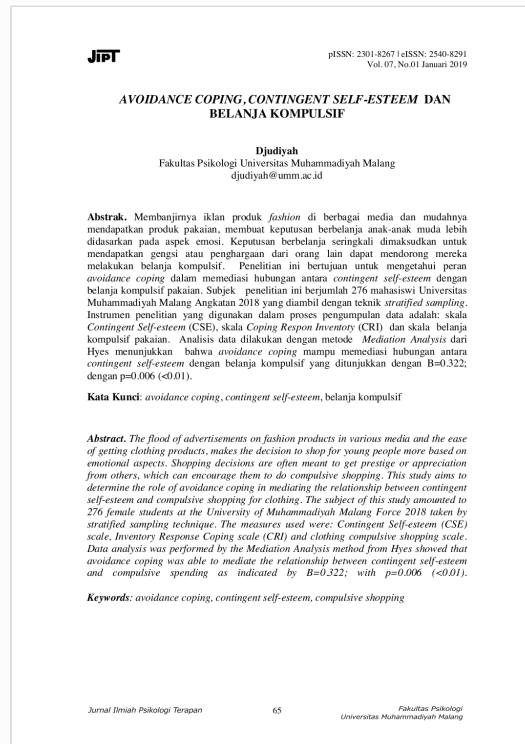 JIPT
pISSN: 2301-8267 | eISSN: 2540-8291
Vol. 07, No.01 Januari 2019
AVOIDANCE COPING, CONTINGENT SELF-ESTEEM DAN
BELANJA KOMPULSIF
Djudiyah
Fakultas Psikologi Universitas Muhammadiyah Malang
djudiyah@umm.ac.id
Abstrak. Membanjirnya iklan produk fashion di berbagai media dan mudahnya
mendapatkan produk pakaian, membuat keputusan berbelanja anak-anak muda lebih
didasarkan pada aspek emosi. Keputusan berbelanja seringkali dimaksudkan untuk
mendapatkan gengsi atau penghargaan dari orang lain dapat mendorong mereka
melakukan belanja kompulsif. Penelitian ini bertujuan untuk mengetahui peran
avoidance coping dalam memediasi hubungan antara contingent self-esteem dengan
belanja kompulsif pakaian. Subjek penelitian ini berjumlah 276 mahasiswi Universitas
Muhammadiyah Malang Angkatan 2018 yang diambil dengan teknik stratified sampling.
Instrumen penelitian yang digunakan dalam proses pengumpulan data adalah: skala
Contingent Self-esteem (CSE), skala Coping Respon Inventoty (CRI) dan skala belanja
kompulsif pakaian. Analisis data dilakukan dengan metode Mediation Analysis dari
Hyes menunjukkan bahwa avoidance coping mampu memediasi hubungan antara
contingent self-esteem dengan belanja kompulsif yang ditunjukkan dengan B=0.322;
dengan p=0.006 (<0.01).
Kata Kunci: avoidance coping, contingent self-esteem, belanja kompulsif
Abstract. The flood of advertisements on fashion products in various media and the ease
of getting clothing products, makes the decision to shop for young people more based on
emotional aspects. Shopping decisions are often meant to get prestige or appreciation
from others, which can encourage them to do compulsive shopping. This study aims to
determine the role of avoidance coping in mediating the relationship between contingent
self-esteem and compulsive shopping for clothing. The subject of this study amounted to
276 female students at the University of Muhammadiyah Malang Force 2018 taken by
stratified sampling technique. The measures used were: Contingent Self-esteem (CSE)
scale, Inventory Response Coping scale (CRI) and clothing compulsive shopping scale.
Data analysis was performed by the Mediation Analysis method from Hyes showed that
avoidance coping was able to mediate the relationship between contingent self-esteem
and compulsive spending as indicated by B=0.322; with p=0.006 (<0.01).
Keywords: avoidance coping, contingent self-esteem, compulsive shopping
Jurnal Ilmiah Psikologi Terapan
65
Fakultas Psikologi
Universitas Muhammadiyah Malang